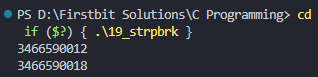 PS D:\Firstbit Solutions\C Programming> cd
if ($?) { .\19_strpbrk }
3466590012
3466590018